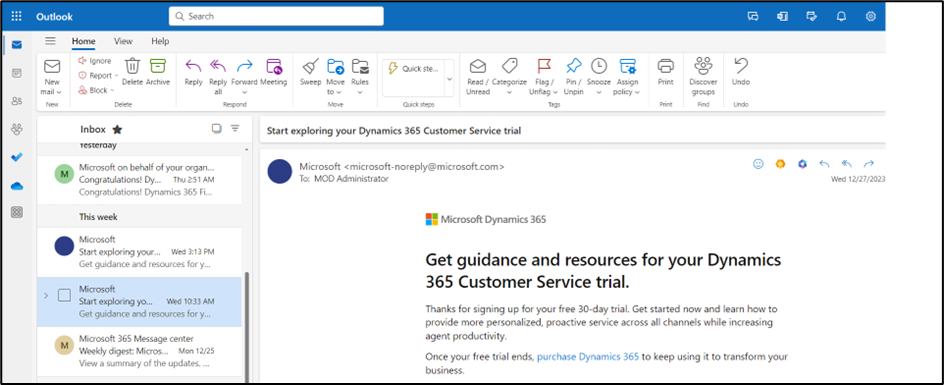 Outlook
Search
Home View Help
New mail
Ignore
Report
Block
Delete
Archive
Reply
Reply all
Forward
Meeting
Sweep
Move to
Rules
Quick ste...
Read / Unread
Categorize
Flag / Unflag
Pin / Unpin
Snooze
Assign policy
Print
Discover groups
Undo
New
Delete
Respond
Move
Quick steps
Tags
Print
Find
Undo
Inbox
Yesterday
M
Microsoft on behalf of your organ...
Congratulations! Dy... Thu 2:51 AM
Congratulations! Dynamics 365 Fi...
This week
Microsoft
Start exploring your... Wed 3:13 PM
Get guidance and resources for y...
Microsoft
Start exploring yo... Wed 10:33 AM
Get guidance and resources for y...
M
Microsoft 365 Message center
Weekly digest: Micros... Mon 12/25
View a summary of the updates. ...
Start exploring your Dynamics 365 Customer Service trial
Microsoft <microsoft-noreply@microsoft.com>
To: MOD Administrator
Wed 12/27/2023
Microsoft Dynamics 365
Get guidance and resources for your Dynamics
365 Customer Service trial.
Thanks for signing up for your free 30-day trial. Get started now and learn how to
provide more personalized, proactive service across all channels while increasing
agent productivity.
Once your free trial ends, purchase Dynamics 365 to keep using it to transform your
business.